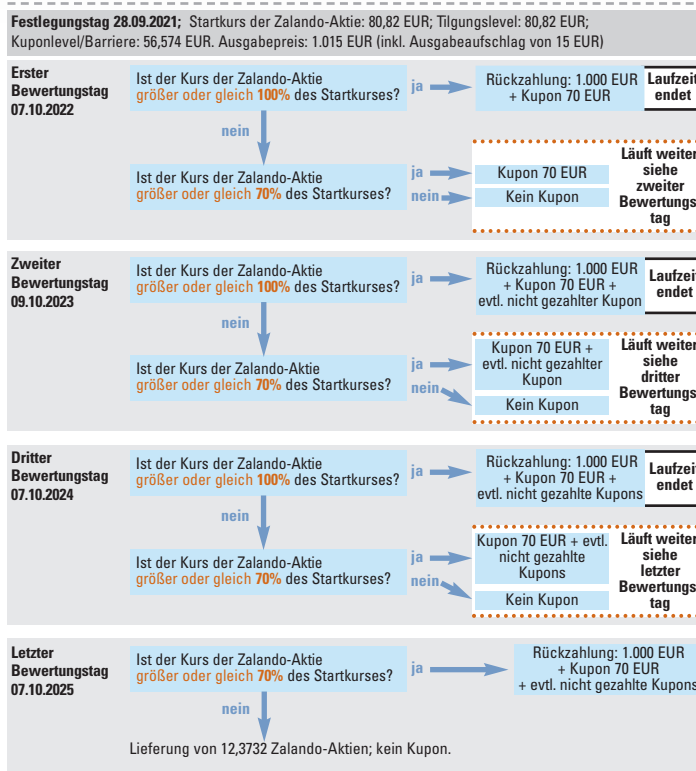 Festlegungstag 28.09.2021; Startkurs der Zalando-Aktie: 80,82 EUR; Tilgungslevel: 80,82 EUR;
Kuponlevel/Barriere: 56,574 EUR. Ausgabepreis: 1.015 EUR (inkl. Ausgabeaufschlag von 15 EUR)
Erster
Bewertungstag
07.10.2022
Ist der Kurs der Zalando-Aktie
größer oder gleich 100% des Startkurses?
ja
Rückzahlung: 1.000 EUR
+ Kupon 70 EUR
Laufzeit
endet
nein
Ist der Kurs der Zalando-Aktie
größer oder gleich 70% des Startkurses?
ja
nein
Kupon 70 EUR
Kein Kupon
Läuft weiter
siehe
zweiter
Bewertungs
tag
Zweiter
Bewertungstag
09.10.2023
Ist der Kurs der Zalando-Aktie
größer oder gleich 100% des Startkurses?
ja
Rückzahlung: 1.000 EUR
+ Kupon 70 EUR +
evtl. nicht gezahlter Kupon
Laufzeit
endet
nein
Ist der Kurs der Zalando-Aktie
größer oder gleich 70% des Startkurses?
ja
nein
Kupon 70 EUR +
evtl. nicht gezahlter
Kupon
Kein Kupon
Läuft weiter
siehe
dritter
Bewertungs
tag
Dritter
Bewertungstag
07.10.2024
Ist der Kurs der Zalando-Aktie
größer oder gleich 100% des Startkurses?
ja
Rückzahlung: 1.000 EUR
+ Kupon 70 EUR +
evtl. nicht gezahlte Kupons
Laufzeit
endet
nein
Ist der Kurs der Zalando-Aktie
größer oder gleich 70% des Startkurses?
ja
nein
Kupon 70 EUR + evtl.
nicht gezahlte
Kupons
Kein Kupon
Läuft weiter
siehe
letzter
Bewertungs
tag
Letzter
Bewertungstag
07.10.2025
Ist der Kurs der Zalando-Aktie
größer oder gleich 70% des Startkurses?
ja
Rückzahlung: 1.000 EUR
+ Kupon 70 EUR
+ evtl. nicht gezahlte Kupons
nein
Lieferung von 12,3732 Zalando-Aktien; kein Kupon.